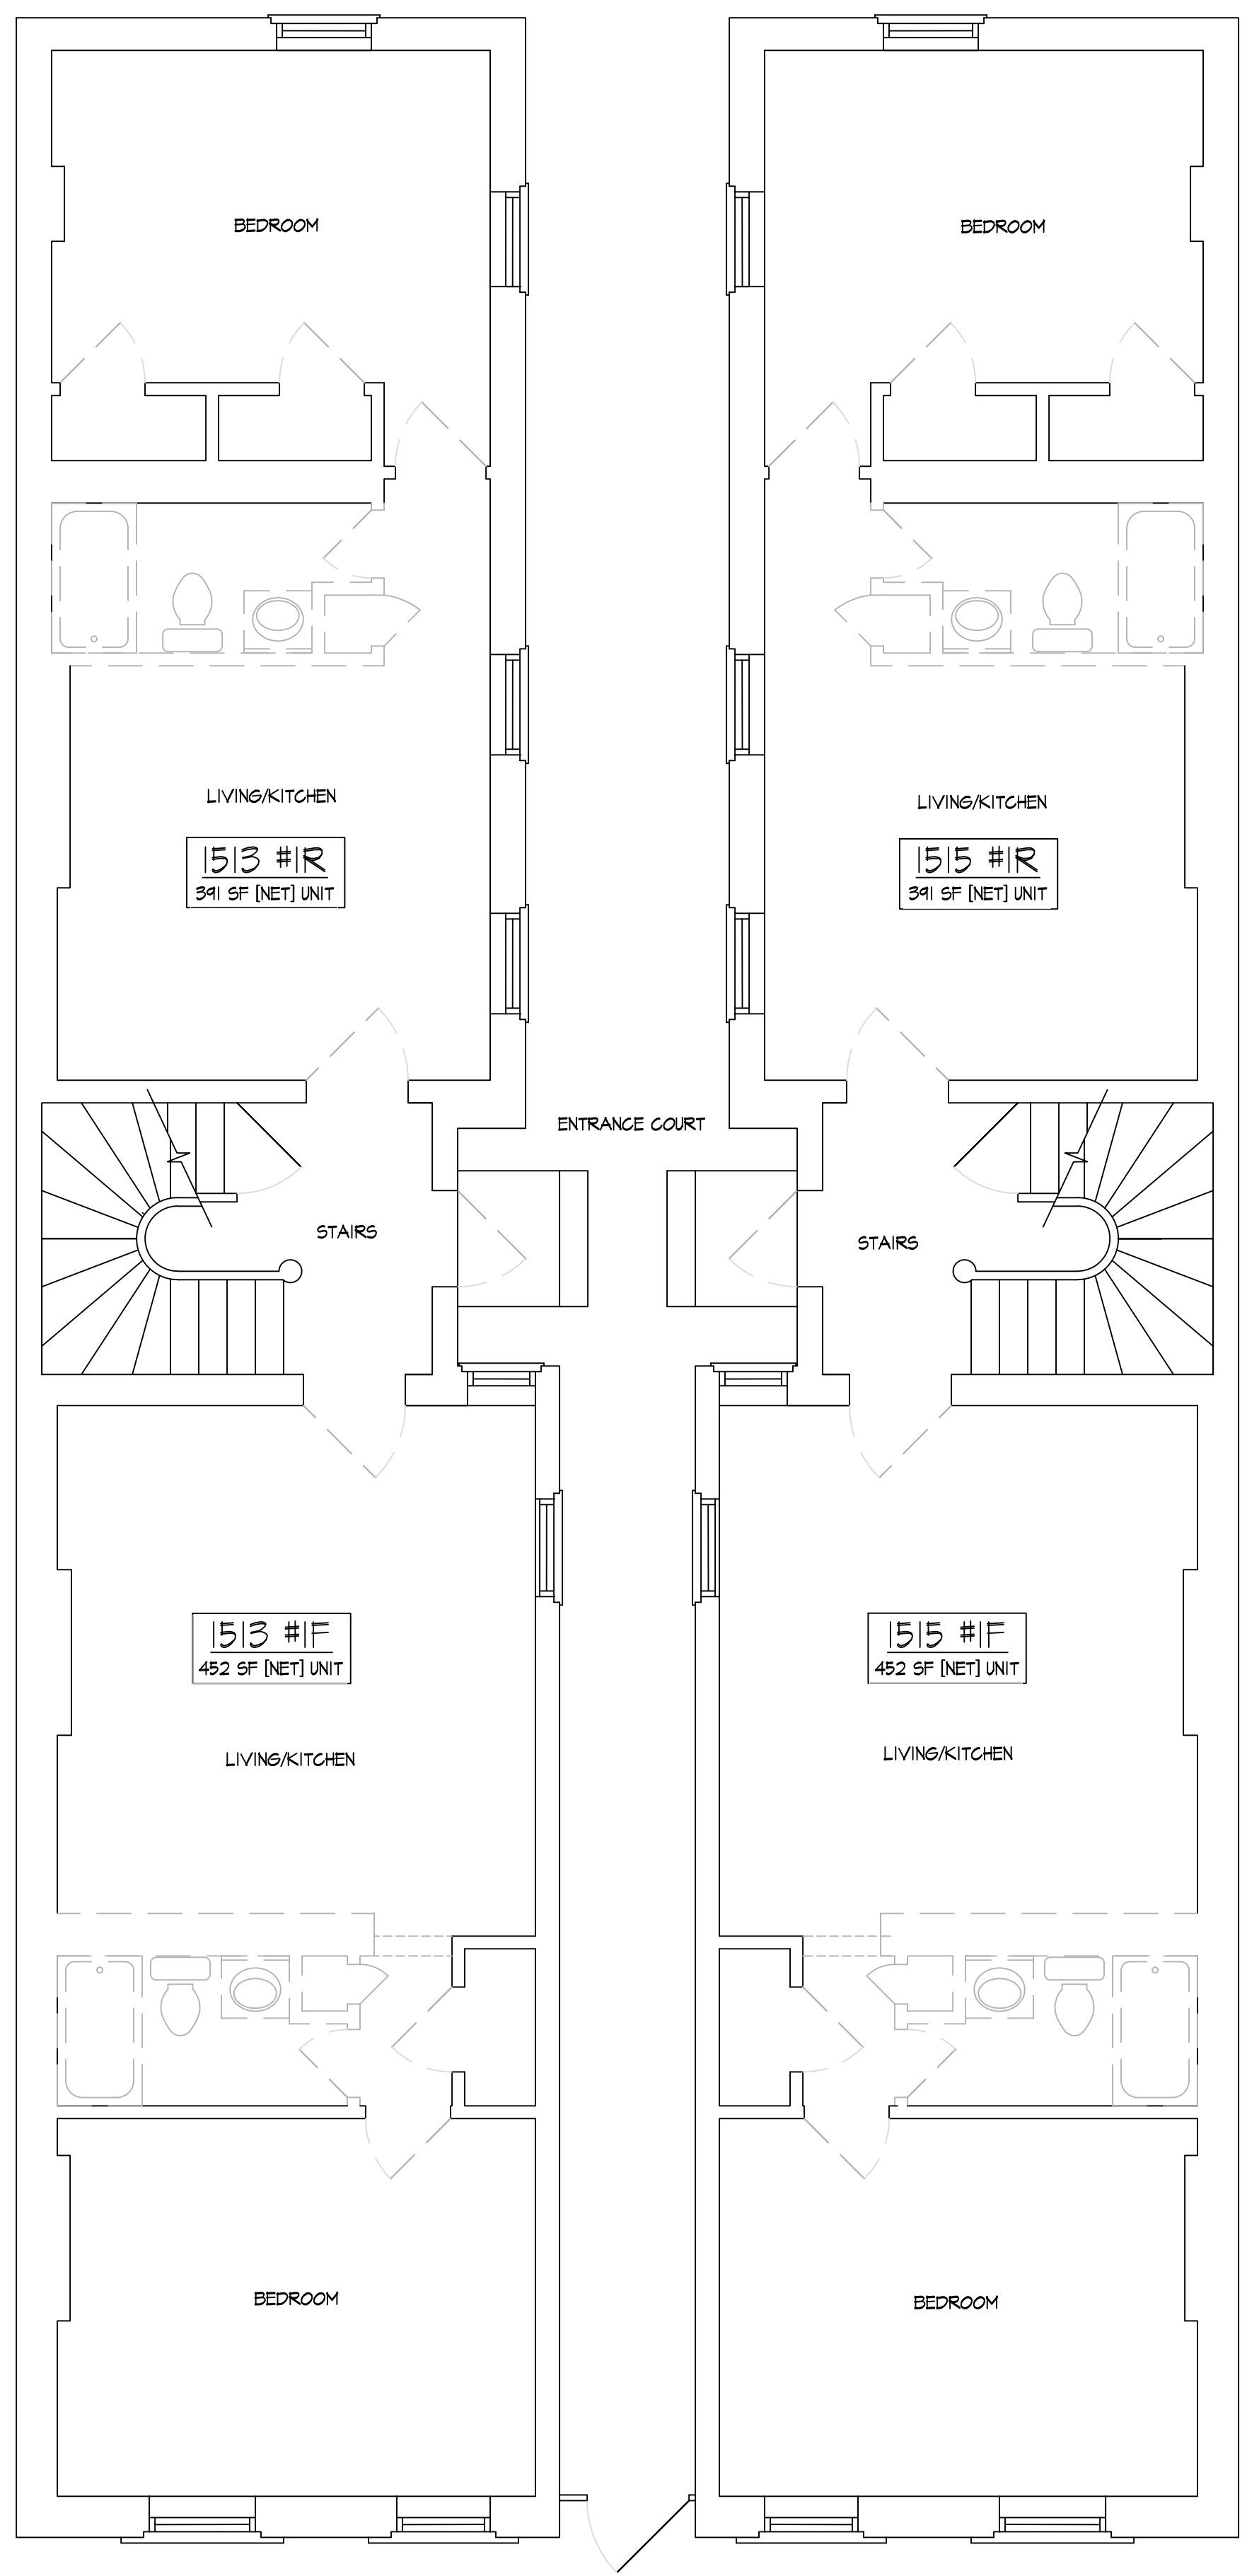 BEDROOM
BEDROOM
LIVING/KITCHEN
LIVING/KITCHEN
1513 #1R
391 SF [NET] UNIT
1515 #1R
391 SF [NET] UNIT
ENTRANCE COURT
STAIRS
STAIRS
1513 #1F
452 SF [NET] UNIT
1515 #1F
452 SF [NET] UNIT
LIVING/KITCHEN
LIVING/KITCHEN
BEDROOM
BEDROOM